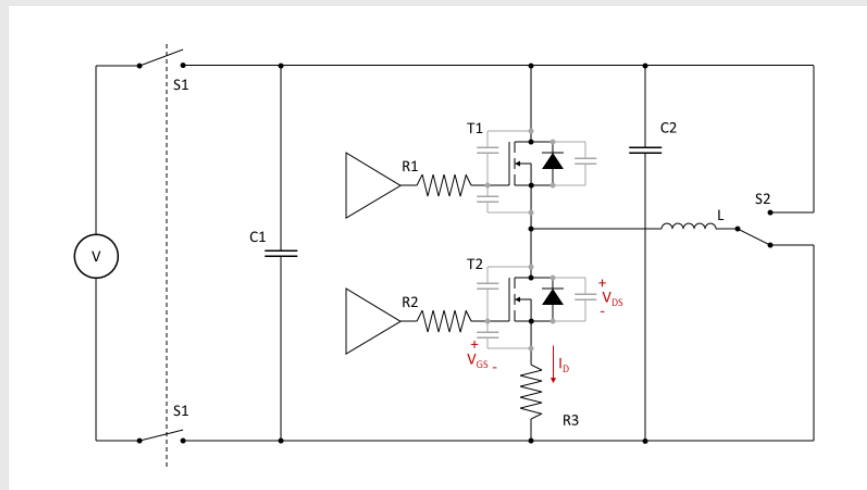 S1
T1
C2
R1
S2
L
C1
V
T2
R2
+
V_DS
-
+
V_GS -
I_D
S1
R3